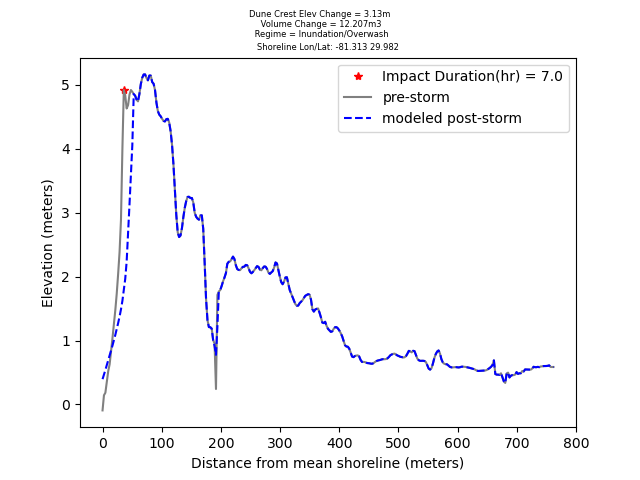 Dune Crest Elev Change = 3.13m
Volume Change = 12.207m3
Regime = Inundation/Overwash
Shoreline Lon/Lat: -81.313 29.982
Impact Duration(hr) = 7.0
pre-storm
modeled post-storm
Elevation (meters)
5
4
3
2
1
0
0 100 200 300 400 500 600 700 800
Distance from mean shoreline (meters)